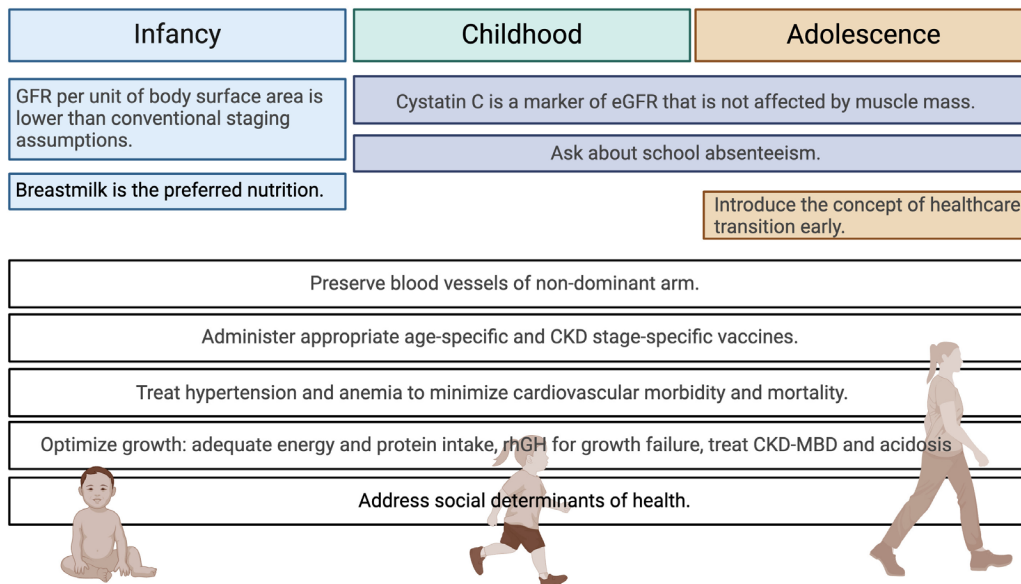 Infancy
Childhood
Adolescence
GFR per unit of body surface area is
lower than conventional staging
assumptions.
Cystatin C is a marker of eGFR that is not affected by muscle mass.
Ask about school absenteeism.
Breastmilk is the preferred nutrition.
Introduce the concept of healthcare
transition early.
Preserve blood vessels of non-dominant arm.
Administer appropriate age-specific and CKD stage-specific vaccines.
Treat hypertension and anemia to minimize cardiovascular morbidity and mortality.
Optimize growth: adequate energy and protein intake, rhGH for growth failure, treat CKD-MBD and acidosis
Address social determinants of health.